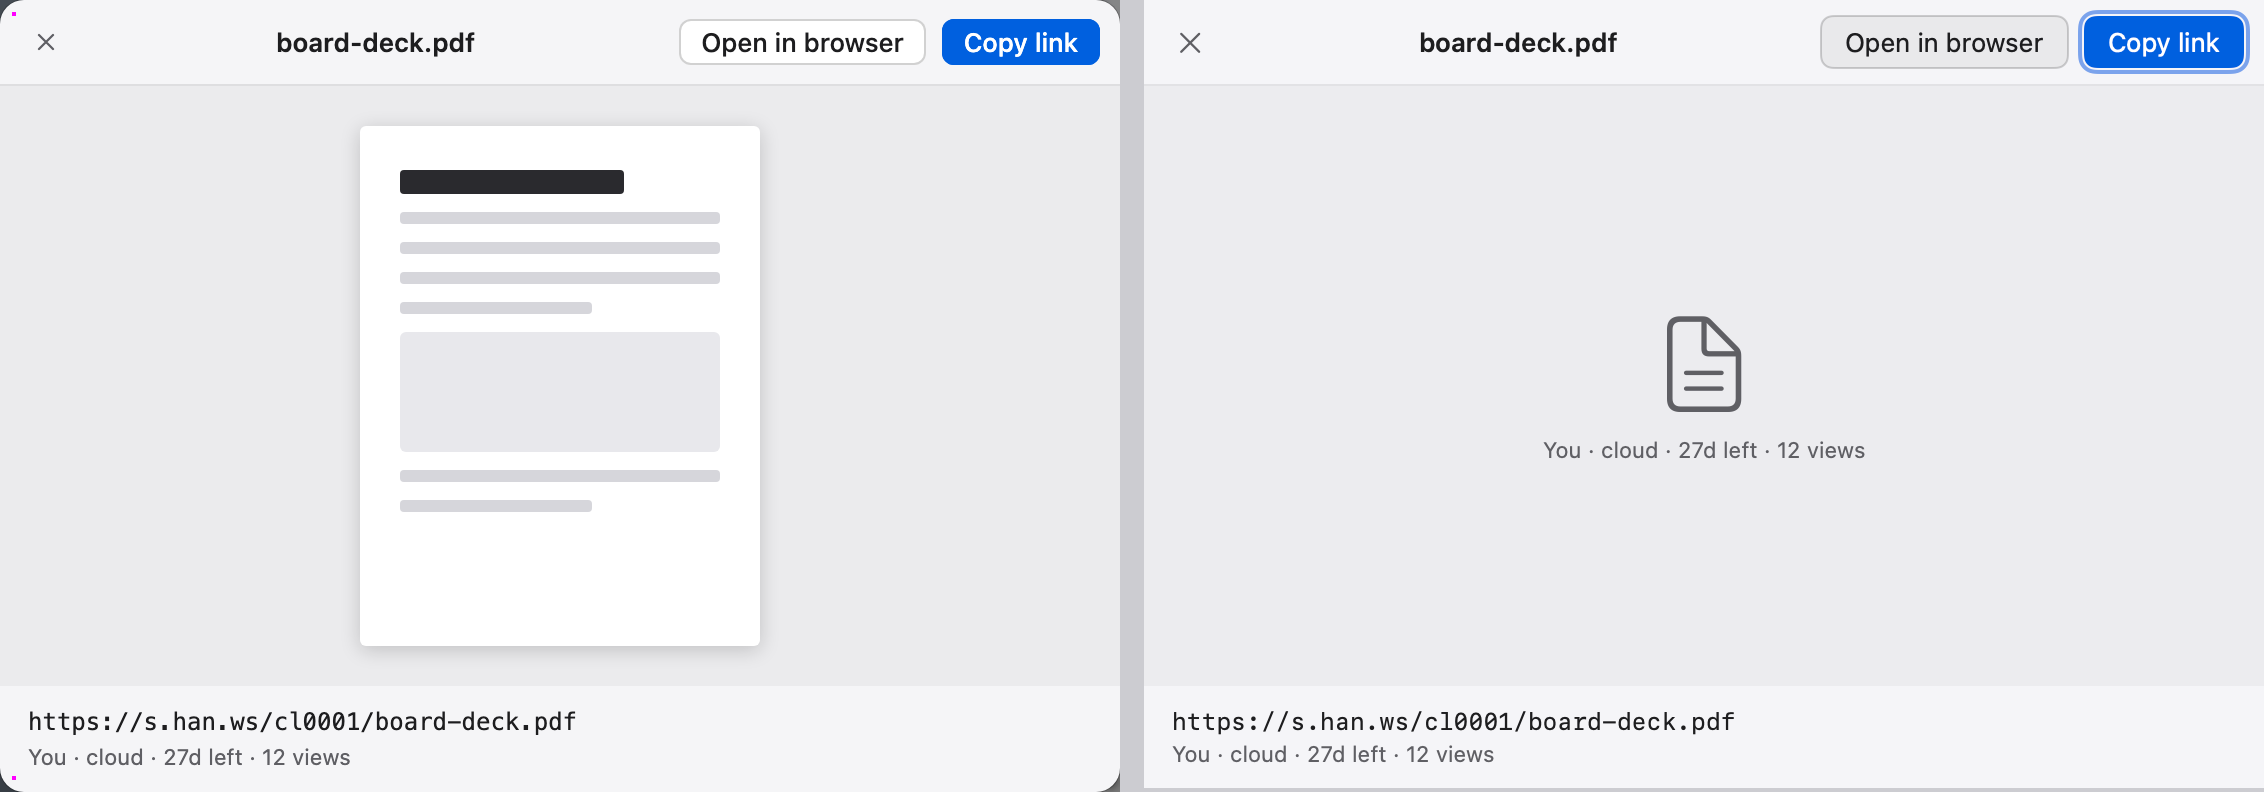 board-deck.pdf
Open in browser
Copy link
https://s.han.ws/cl0001/board-deck.pdf
You · cloud · 27d left · 12 views
board-deck.pdf
Open in browser
Copy link
You · cloud · 27d left · 12 views
https://s.han.ws/cl0001/board-deck.pdf
You · cloud · 27d left · 12 views